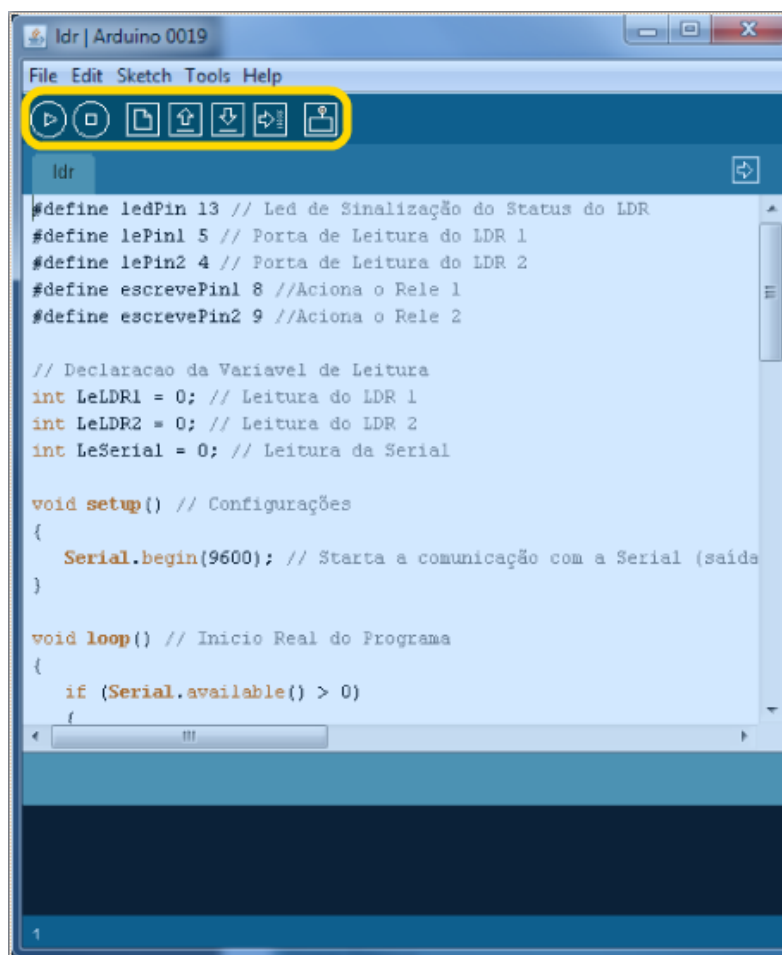 ldr | Arduino 0019
File Edit Sketch Tools Help
ldr
#define ledPin 13 // Led de Sinalização do Status do LDR
#define lePin1 5 // Porta de Leitura do LDR 1
#define lePin2 4 // Porta de Leitura do LDR 2
#define escrevePin1 8 //Aciona o Rele 1
#define escrevePin2 9 //Aciona o Rele 2
// Declaracao da Variavel de Leitura
int LeLDR1 = 0; // Leitura do LDR 1
int LeLDR2 = 0; // Leitura do LDR 2
int LeSerial = 0; // Leitura da Serial
void setup() // Configurações
{
Serial.begin(9600); // Starta a comunicação com a Serial (saída
}
void loop() // Inicio Real do Programa
{
if (Serial.available() > 0)
{
1